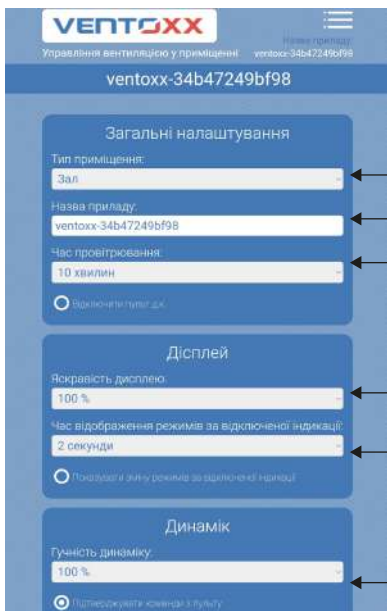 VENTOXX
Назва приладу:
Управління вентиляцією у приміщенні ventoxx-34b47249bf98
ventoxx-34b47249bf98
Загальні налаштування
Тип приміщення:
Зал
Назва приладу:
ventoxx-34b47249bf98
Час провітрювання:
10 хвилин
Відключити пульт д.к.
Дісплей
Яскравість дисплею:
100 %
Час відображення режимів за відключеної індикації:
2 секунди
Показувати зміну режимів за відключеної індикації
Динамік
Гучність динаміку:
100 %
Підтверджувати команди з пульту